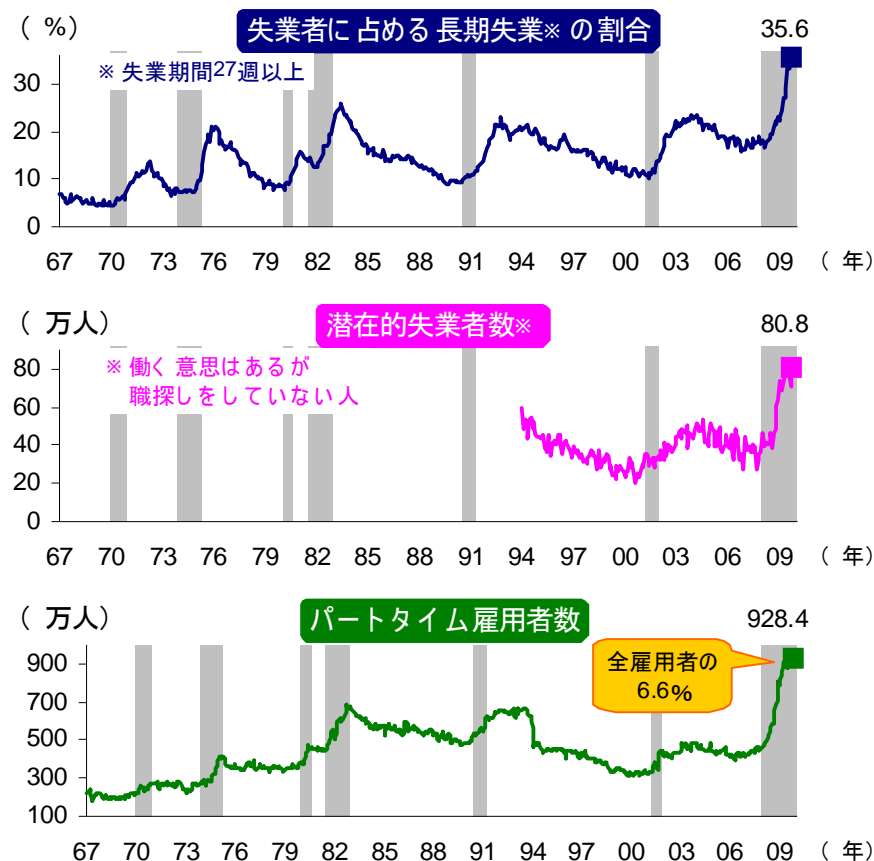 (%)
失業者に占める長期失業※の割合
35.6
※ 失業期間27週以上
30
20
10
0
67 70 73 76 79 82 85 88 91 94 97 00 03 06 09 (年)
(万人)
潜在的失業者数※
80.8
※ 働く意思はあるが
職探しをしていない人
80
60
40
20
0
67 70 73 76 79 82 85 88 91 94 97 00 03 06 09 (年)
(万人)
パートタイム雇用者数
928.4
全雇用者の
6.6%
900
700
500
300
100
67 70 73 76 79 82 85 88 91 94 97 00 03 06 09 (年)